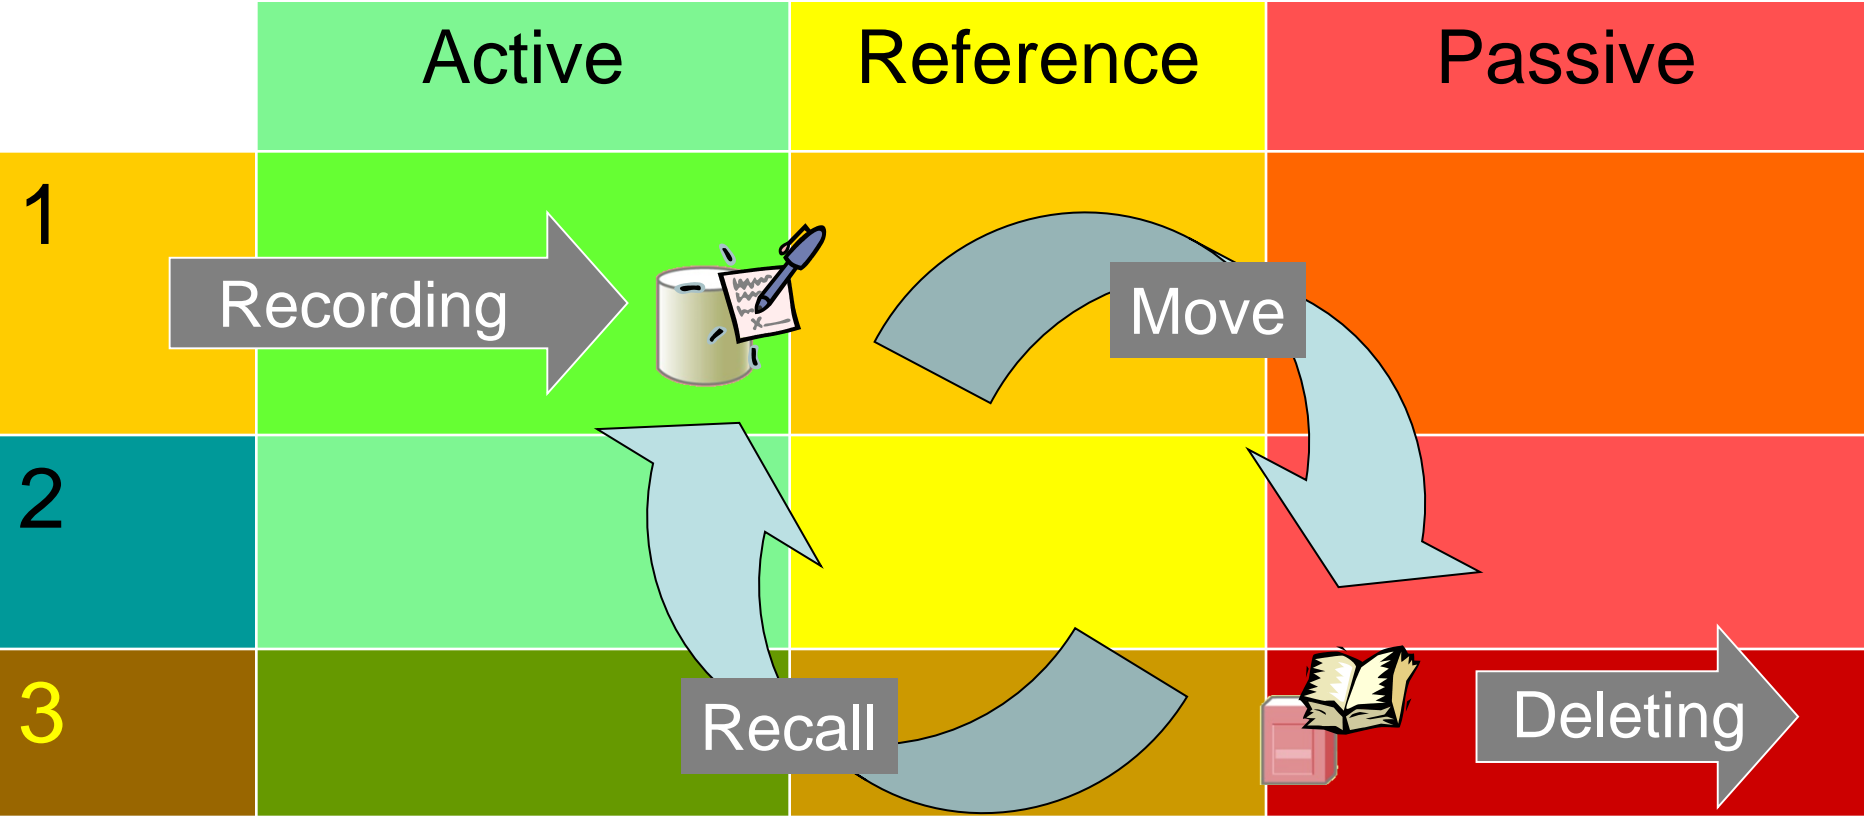 Active
Reference
Passive
1
Recording
Move
2
3
Recall
Deleting